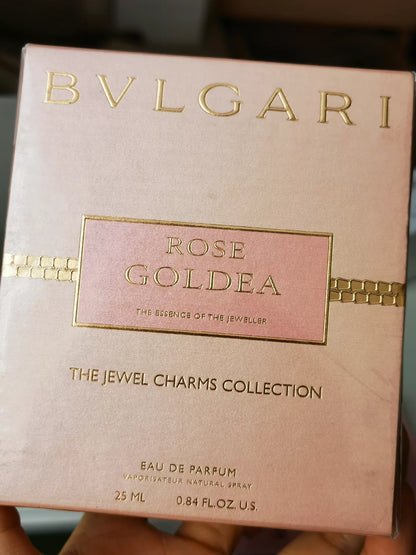 BVLGARI
ROSE
GOLDEA
THE ESSENCE OF THE JEWELLER
THE JEWEL CHARMS COLLECTION
EAU DE PARFUM
VAPORISATEUR NATURAL SPRAY
25 ML 0.84 FL.OZ. U.S.